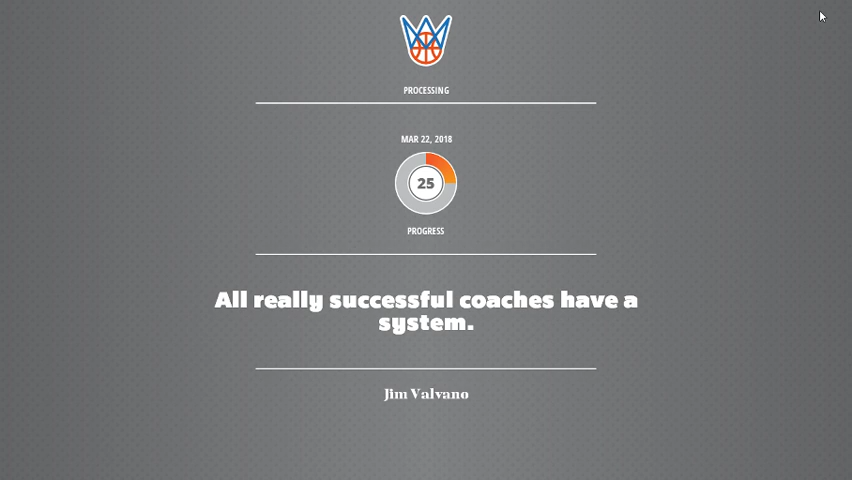 PROCESSING
MAR 22, 2018
25
PROGRESS
All really successful coaches have a
system.
Jim Valvano